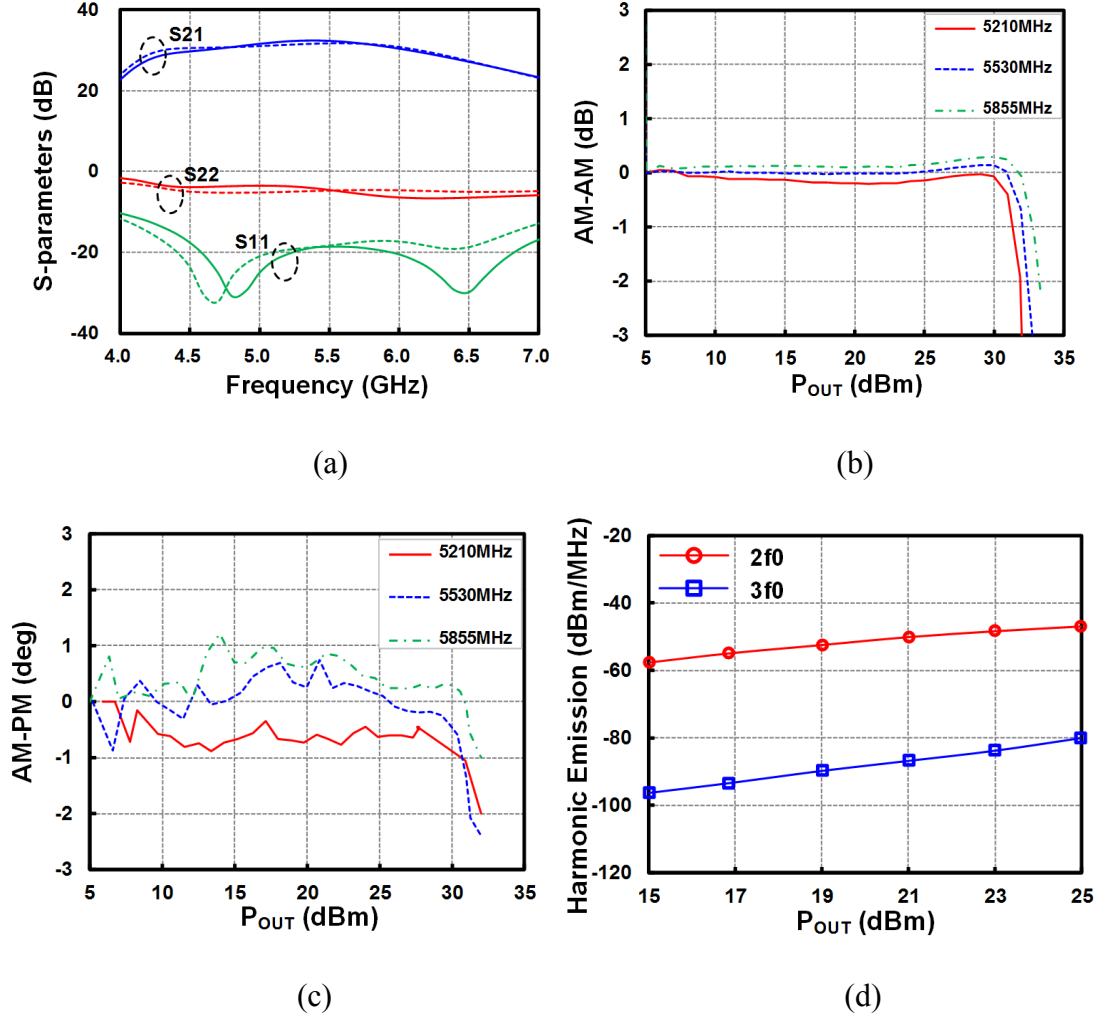 S-parameters (dB)
60
40
20
0
-20
-40
S21
S22
S11
4.0 4.5 5.0 5.5 6.0 6.5 7.0
Frequency (GHz)
(a)
AM-AM (dB)
3
2
1
0
-1
-2
-3
5210MHz
5530MHz
5855MHz
5 10 15 20 25 30 35
POUT (dBm)
(b)
AM-PM (deg)
3
2
1
0
-1
-2
-3
5210MHz
5530MHz
5855MHz
5 10 15 20 25 30 35
POUT (dBm)
(c)
Harmonic Emission (dBm/MHz)
-20
-40
-60
-80
-100
-120
2f0
3f0
15 17 19 21 23 25
POUT (dBm)
(d)